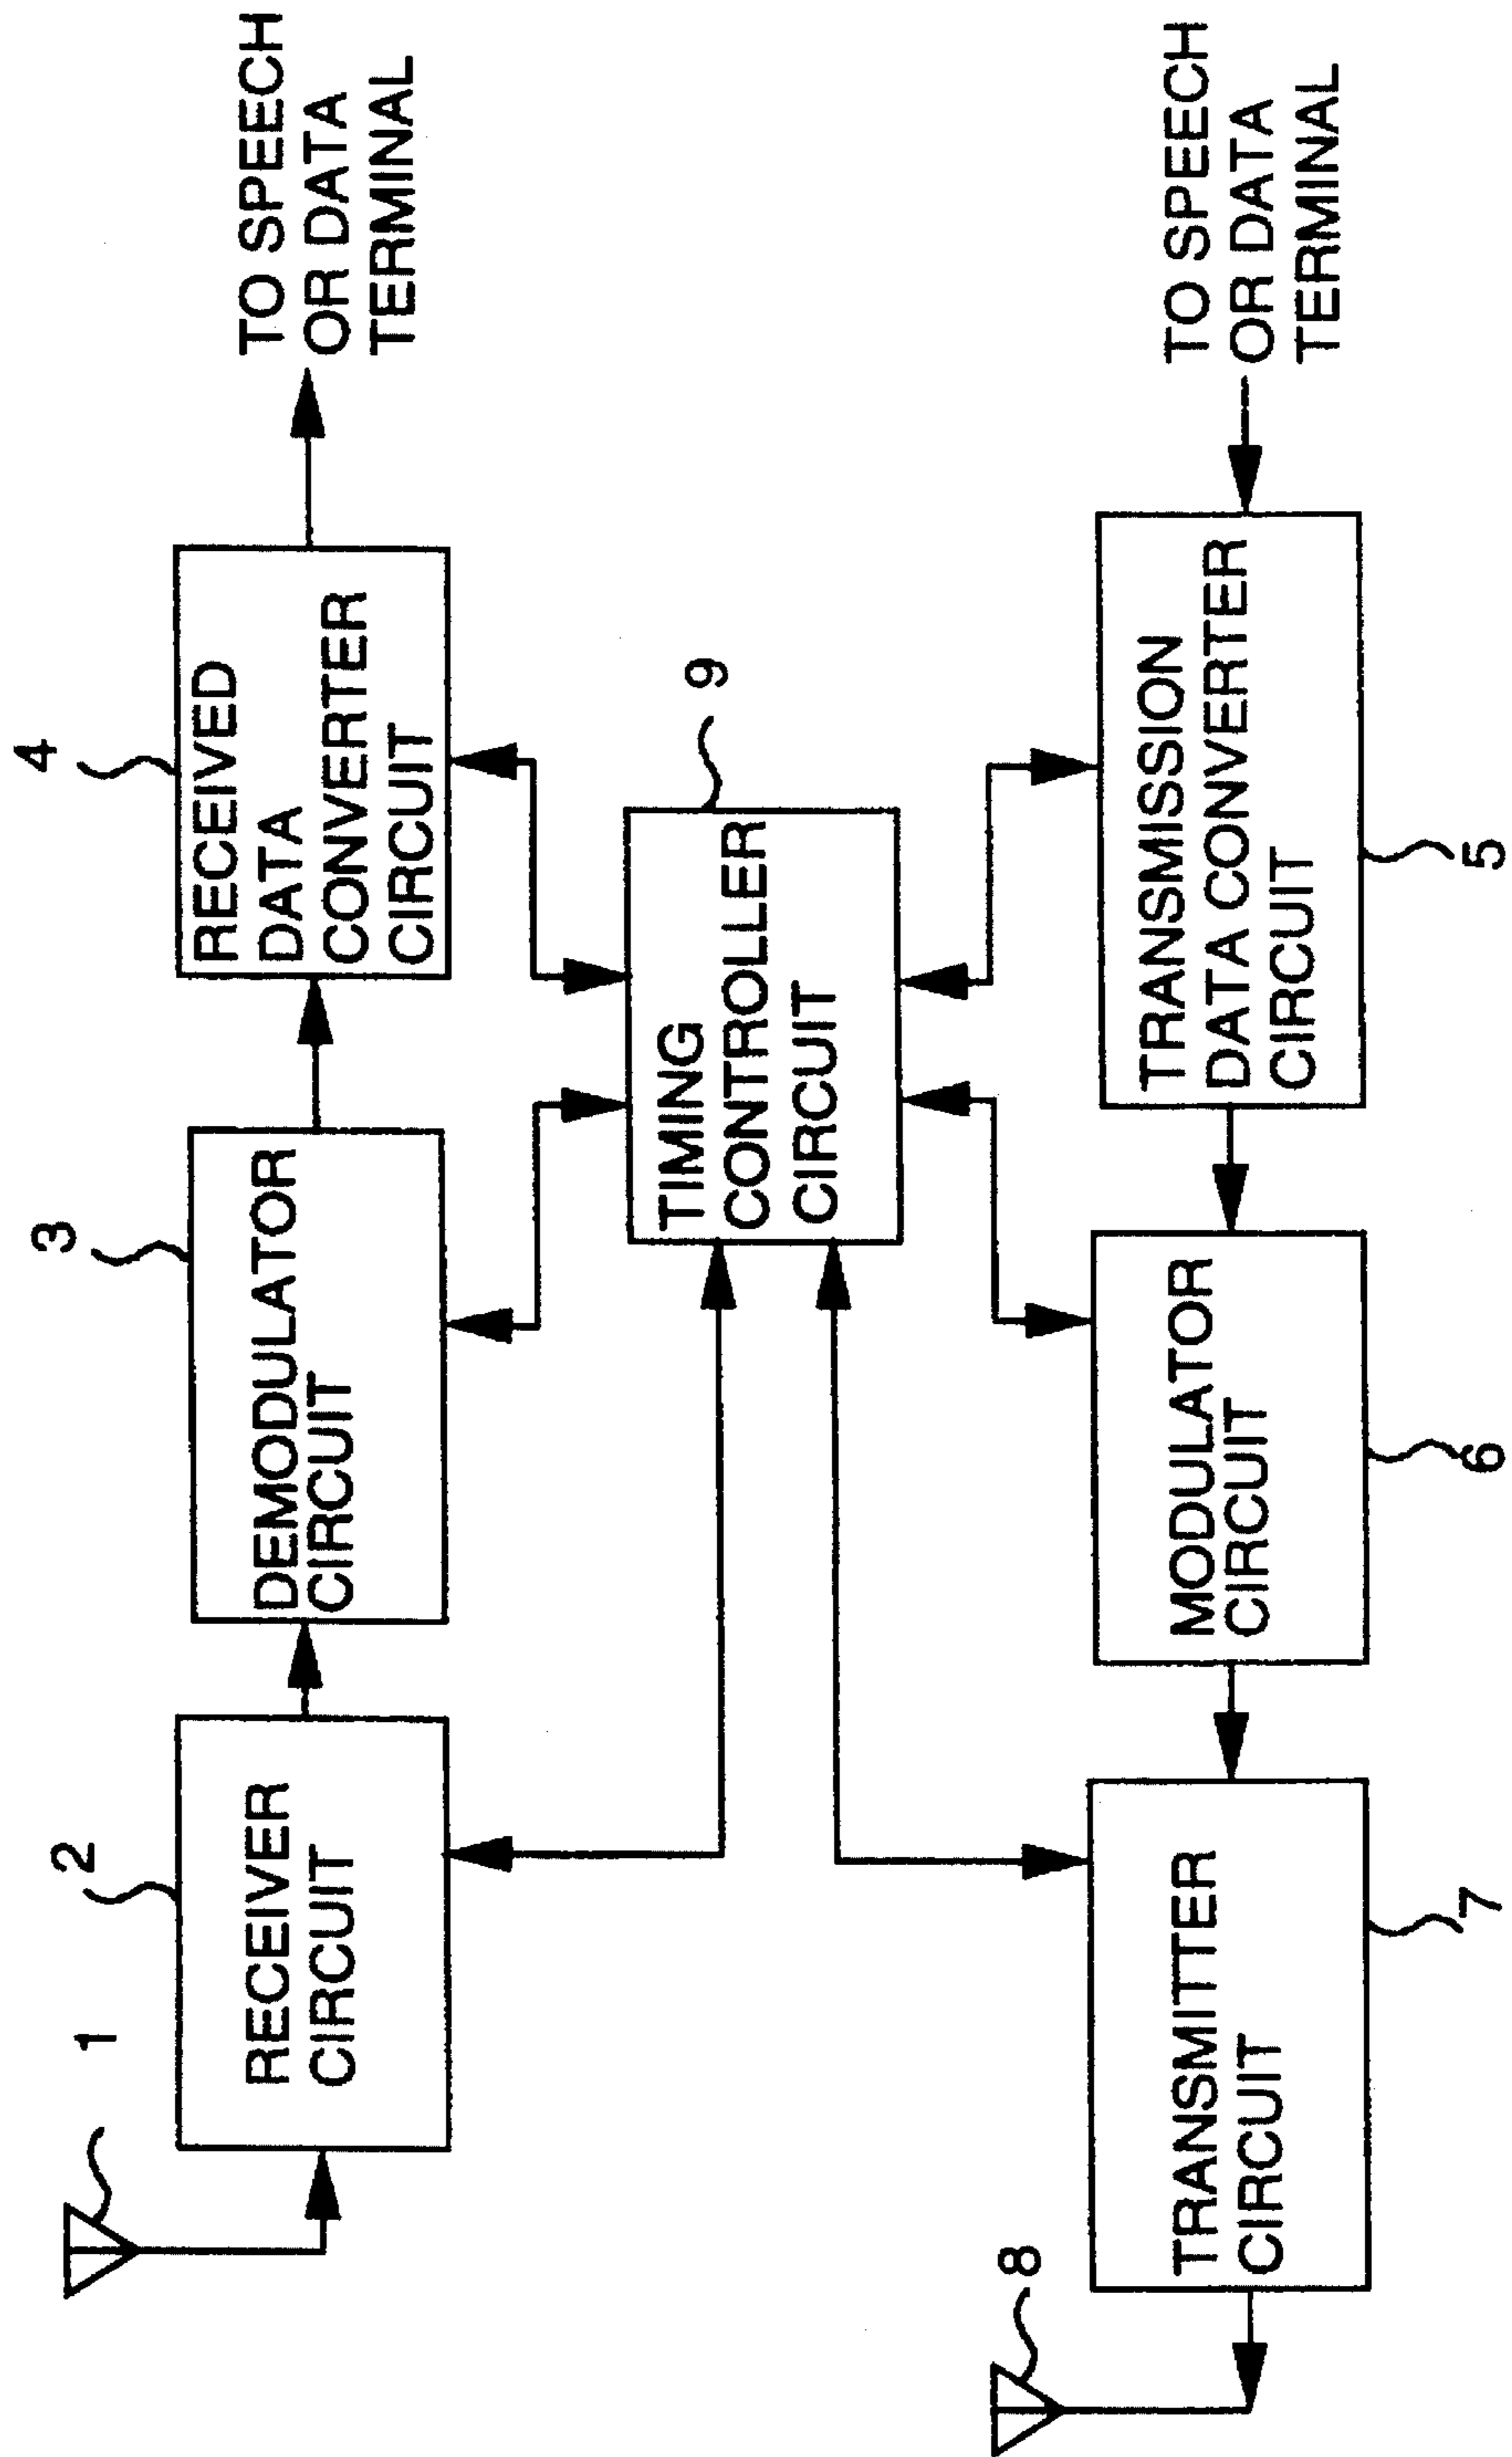 1
2
RECEIVER
CIRCUIT
3
DEMODULATOR
CIRCUIT
4
RECEIVED
DATA
CONVERTER
CIRCUIT
TO SPEECH
OR DATA
TERMINAL
9
TIMING
CONTROLLER
CIRCUIT
8
TRANSMITTER
CIRCUIT
7
MODULATOR
CIRCUIT
6
TRANSMISSION
DATA CONVERTER
CIRCUIT
5
TO SPEECH
OR DATA
TERMINAL